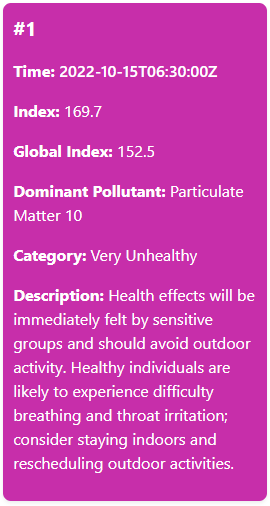 #1
Time: 2022-10-15T06:30:00Z
Index: 169.7
Global Index: 152.5
Dominant Pollutant: Particulate
Matter 10
Category: Very Unhealthy
Description: Health effects will be
immediately felt by sensitive
groups and should avoid outdoor
activity. Healthy individuals are
likely to experience difficulty
breathing and throat irritation;
consider staying indoors and
rescheduling outdoor activities.